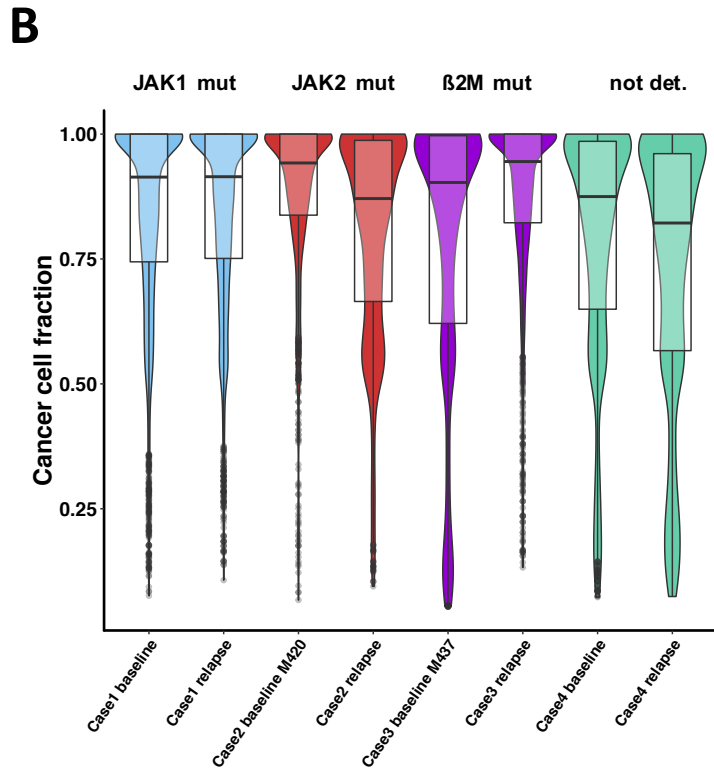 B
JAK1 mut JAK2 mut ß2M mut not det.
Cancer cell fraction
1.00
0.75
0.50
0.25
Case1 baseline
Case1 relapse
Case2 baseline M420
Case2 relapse
Case3 baseline M437
Case3 relapse
Case4 baseline
Case4 relapse